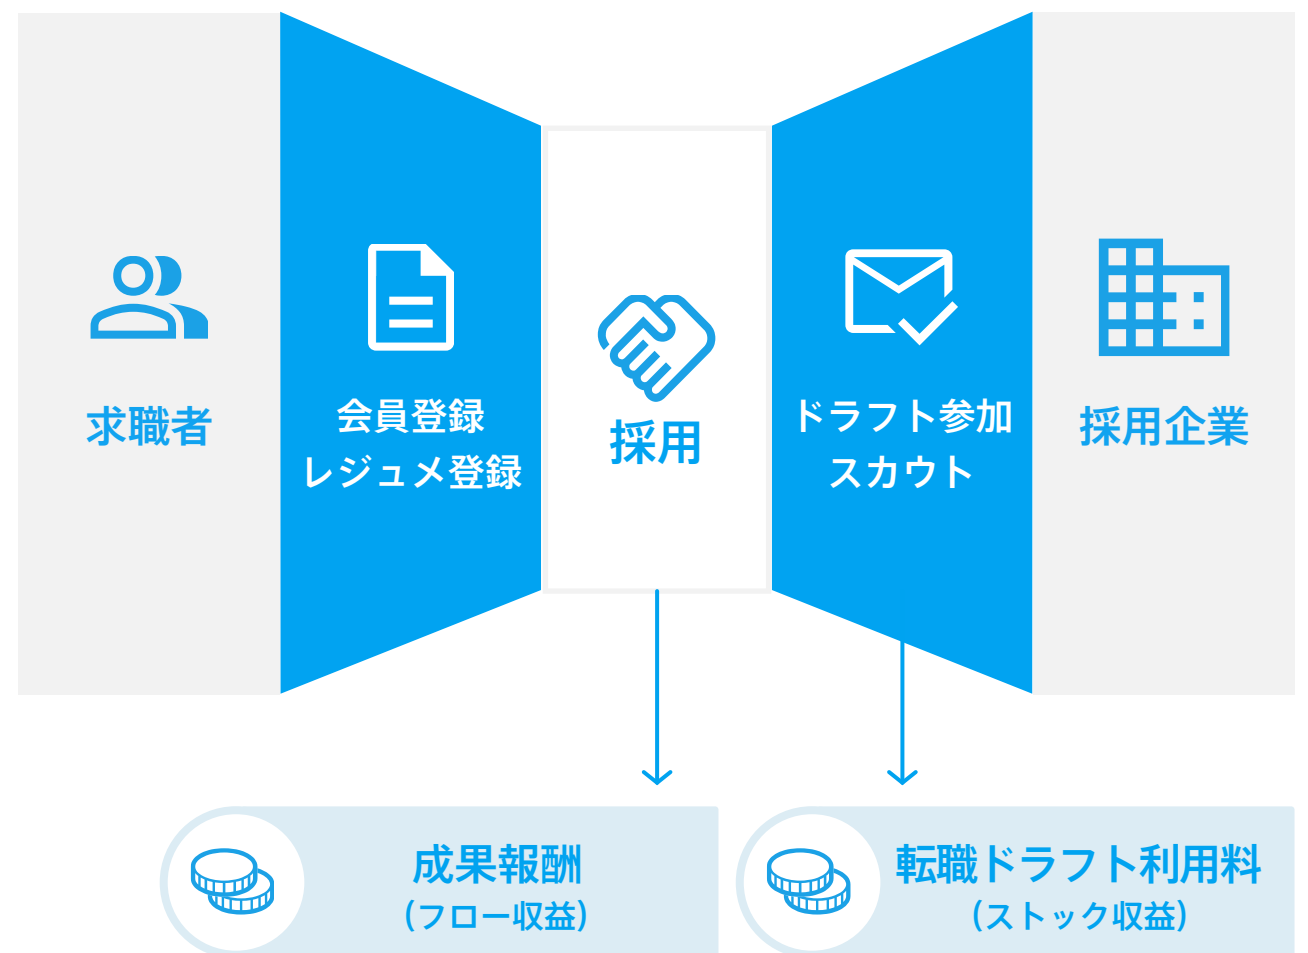 求職者
会員登録
レジュメ登録
採用
ドラフト参加
スカウト
採用企業
成果報酬
（フロー収益）
転職ドラフト利用料
（ストック収益）